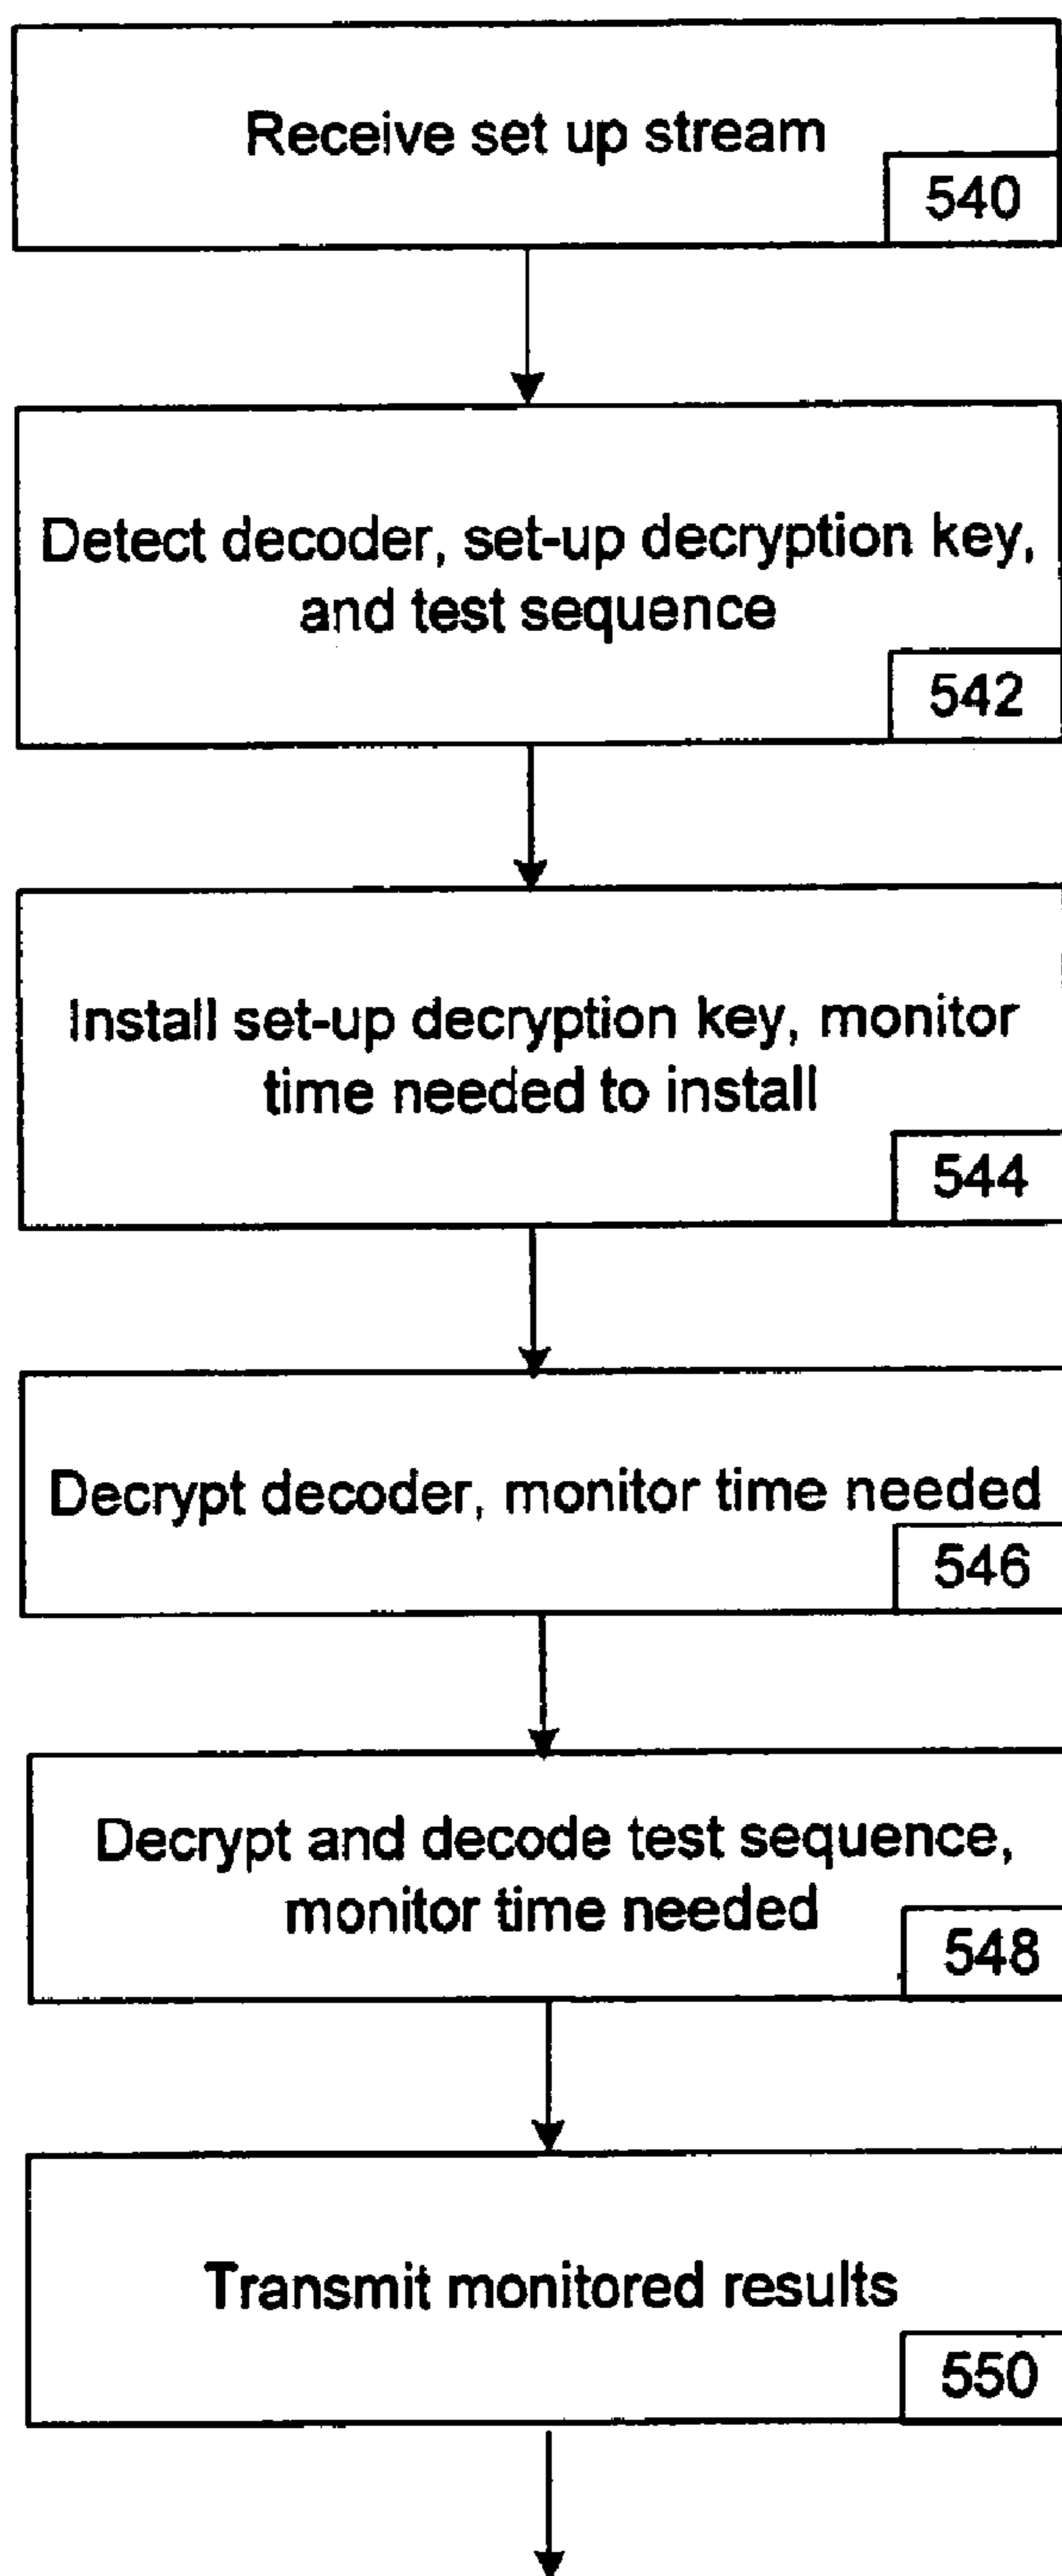 Receive set up stream
540
Detect decoder, set-up decryption key,
and test sequence
542
Install set-up decryption key, monitor
time needed to install
544
Decrypt decoder, monitor time needed
546
Decrypt and decode test sequence,
monitor time needed
548
Transmit monitored results
550